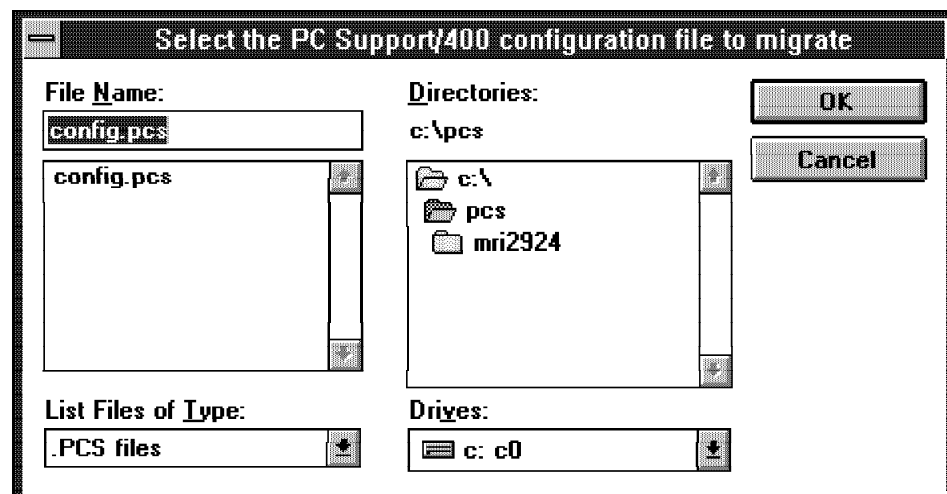 Select the PC Support/400 configuration file to migrate
File Name:
config.pcs
config.pcs
List Files of Type:
.PCS files
Directories:
c:\pcs
c:\
pcs
mri2924
Drives:
c: c0
OK
Cancel